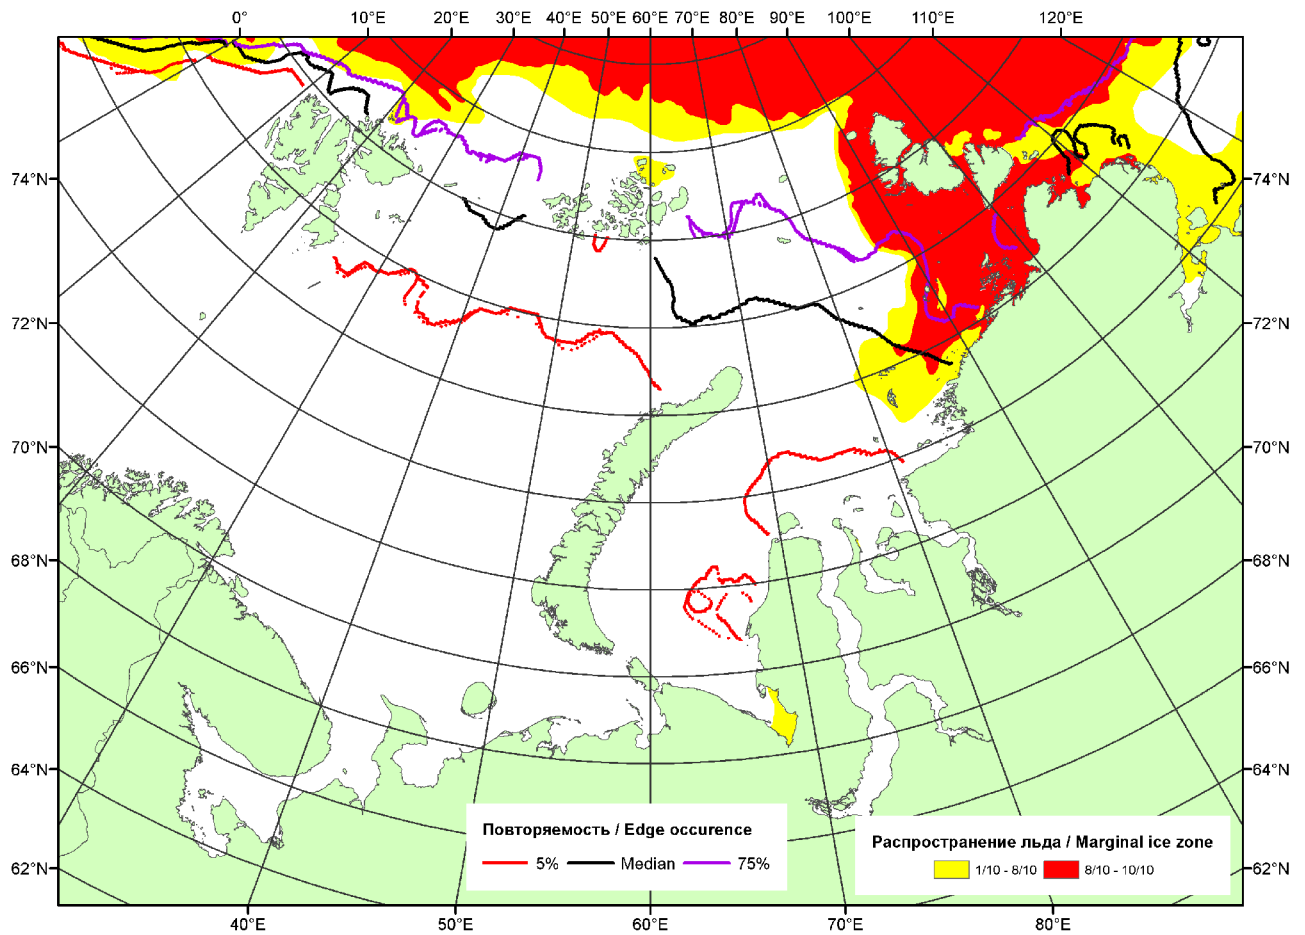 0° 10°E 20°E 30°E 40°E 50°E 60°E 70°E 80°E 90°E 100°E 110°E 120°E
74°N 74°N
72°N 72°N
70°N 70°N
68°N 68°N
66°N 66°N
64°N 64°N
62°N 62°N
Повторяемость / Edge occurence
5% Median 75%
Распространение льда / Marginal ice zone
1/10 - 8/10 8/10 - 10/10
40°E 50°E 60°E 70°E 80°E